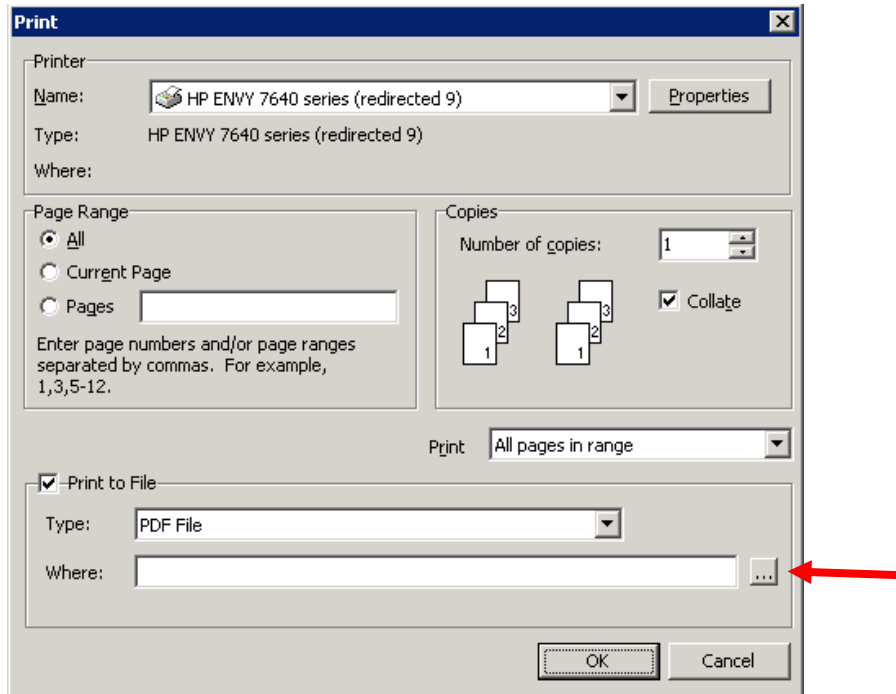 Print
Printer
Name:
HP ENVY 7640 series (redirected 9)
Properties
Type:
HP ENVY 7640 series (redirected 9)
Where:
Page Range
All
Current Page
Pages
Enter page numbers and/or page ranges
separated by commas. For example,
1,3,5-12.
Copies
Number of copies:
1
3
2
1
3
2
1
Collate
Print
All pages in range
Print to File
Type:
PDF File
Where:
...
OK
Cancel